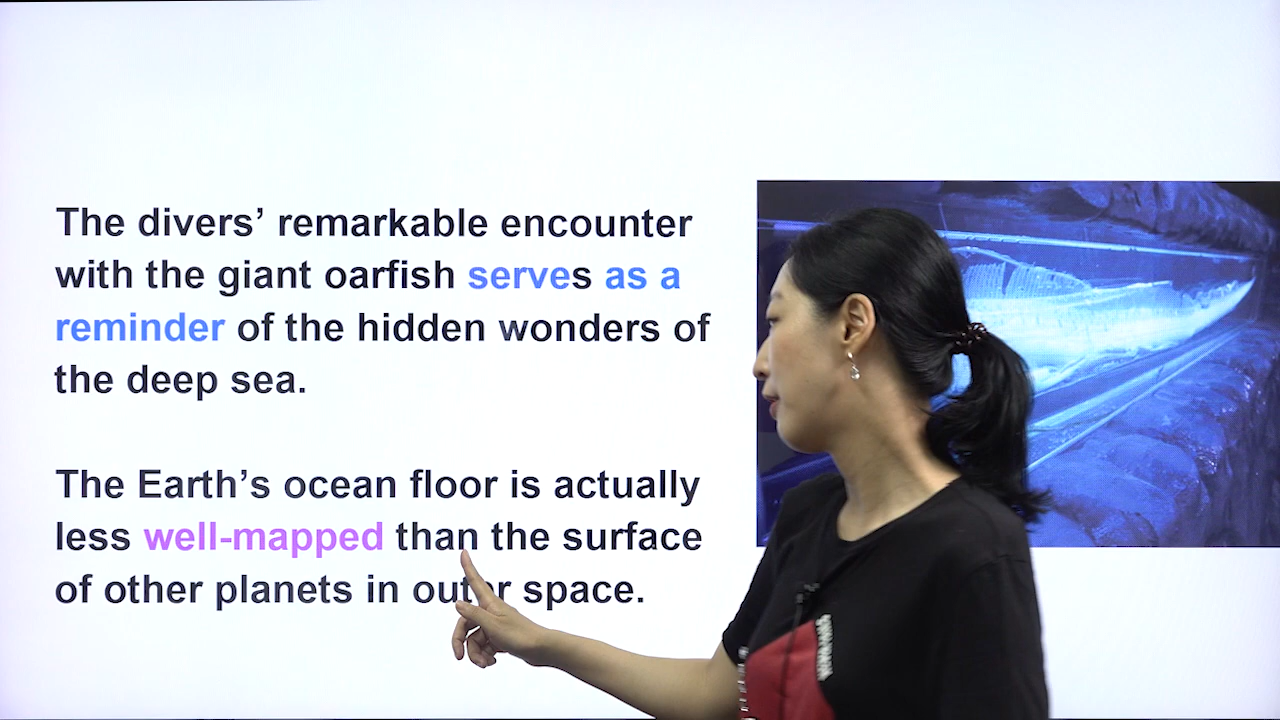 The divers’ remarkable encounter
with the giant oarfish serves as a
reminder of the hidden wonders of
the deep sea.
The Earth’s ocean floor is actually
less well-mapped than the surface
of other planets in outer space.